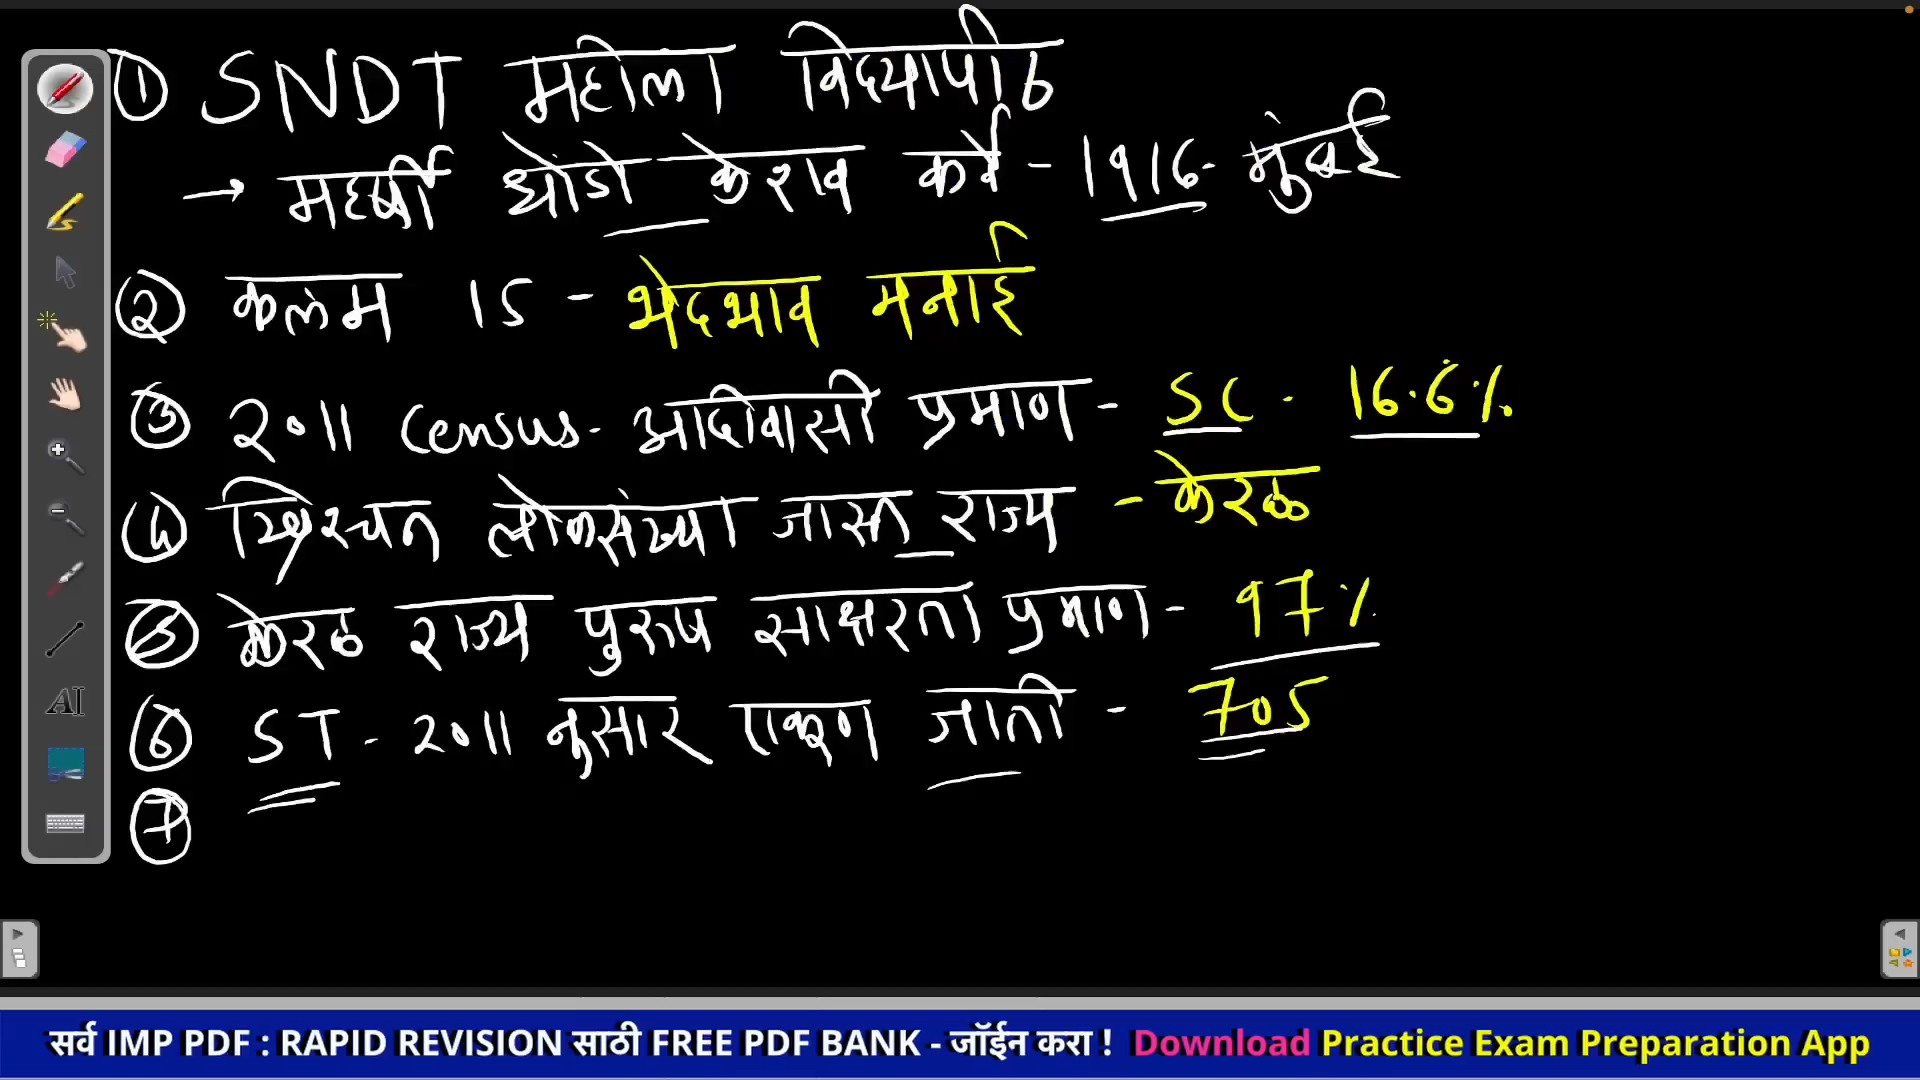 ① SNDT महीला विद्यापीठ
→ महर्षी धोंडो केशव कर्वे - 1916 - मुंबई
② कलम 15 - भेदभाव मनाई
③ 2011 Census - आदीवासी प्रमाण - SC - 16.6%
④ ख्रिश्चन लोकसंख्या जास्त राज्य - केरळ
⑤ केरळ राज्य पुरुष साक्षरता प्रमाण - 97%
⑥ ST - 2011 नुसार एकूण जाती - 705
⑦
AI
सर्व IMP PDF : RAPID REVISION साठी FREE PDF BANK - जॉईन करा ! Download Practice Exam Preparation App